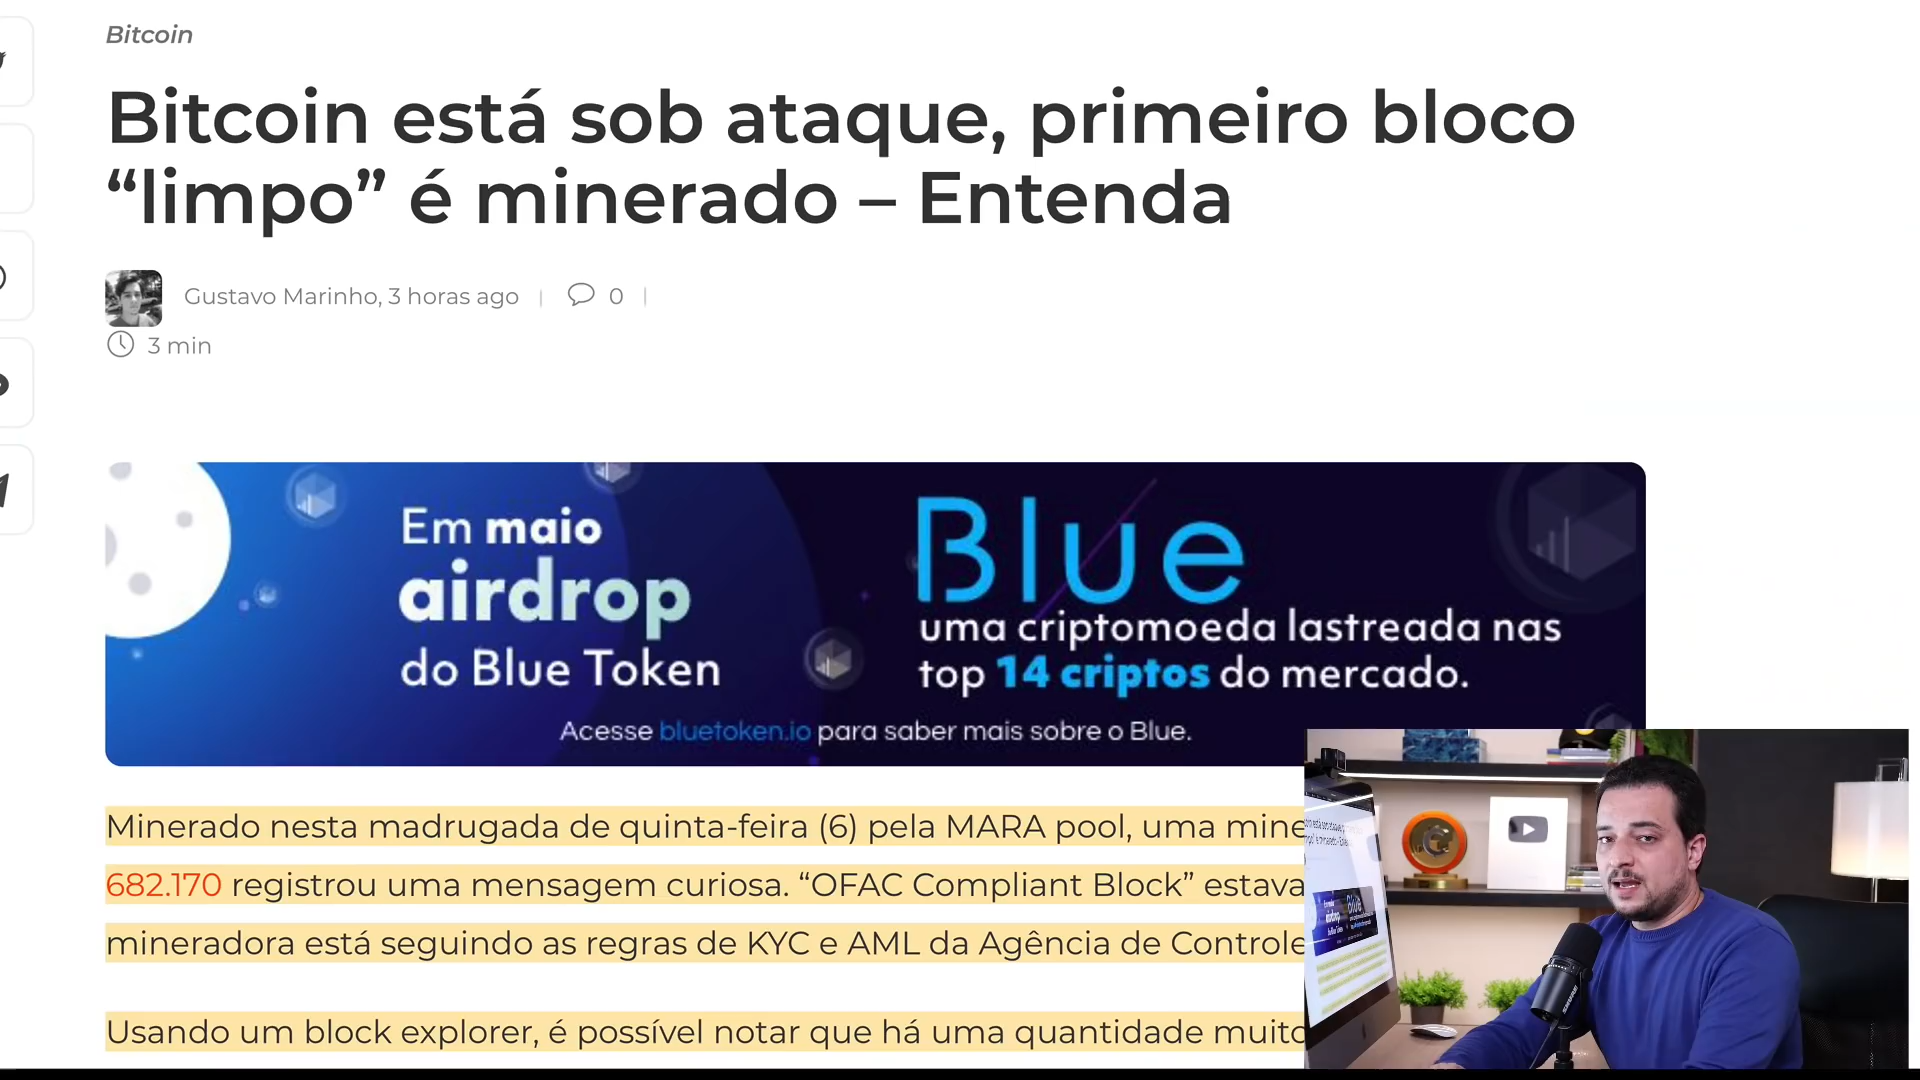 Bitcoin
Bitcoin está sob ataque, primeiro bloco
“limpo” é minerado – Entenda
Gustavo Marinho, 3 horas ago
0
3 min
Em maio
airdrop
do Blue Token
Blue
uma criptomoeda lastreada nas
top 14 criptos do mercado.
Acesse bluetoken.io para saber mais sobre o Blue.
Minerado nesta madrugada de quinta-feira (6) pela MARA pool, uma mine
682.170 registrou uma mensagem curiosa. “OFAC Compliant Block” estava
mineradora está seguindo as regras de KYC e AML da Agência de Controle
Usando um block explorer, é possível notar que há uma quantidade muito